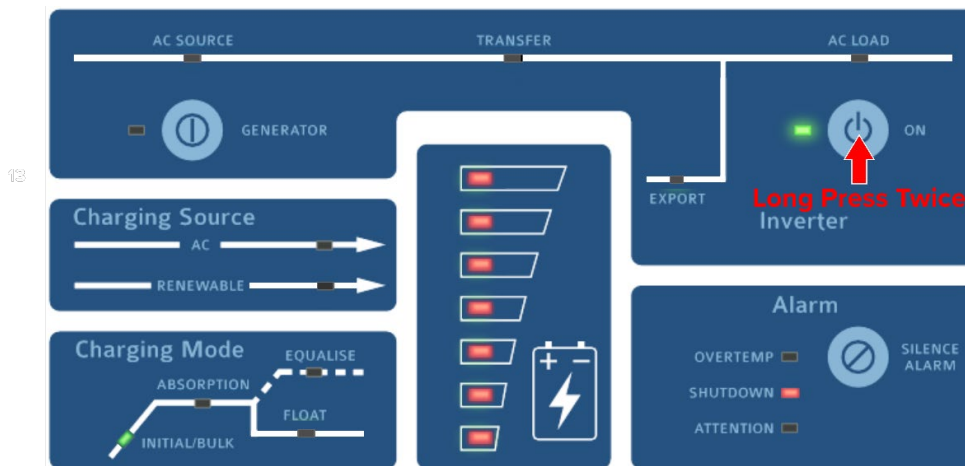 AC SOURCE
TRANSFER
AC LOAD
GENERATOR
ON
13
EXPORT
Long Press Twice
Inverter
Charging Source
AC
RENEWABLE
Charging Mode
EQUALISE
ABSORPTION
FLOAT
INITIAL/BULK
+ −
Alarm
OVERTEMP
SILENCE
ALARM
SHUTDOWN
ATTENTION